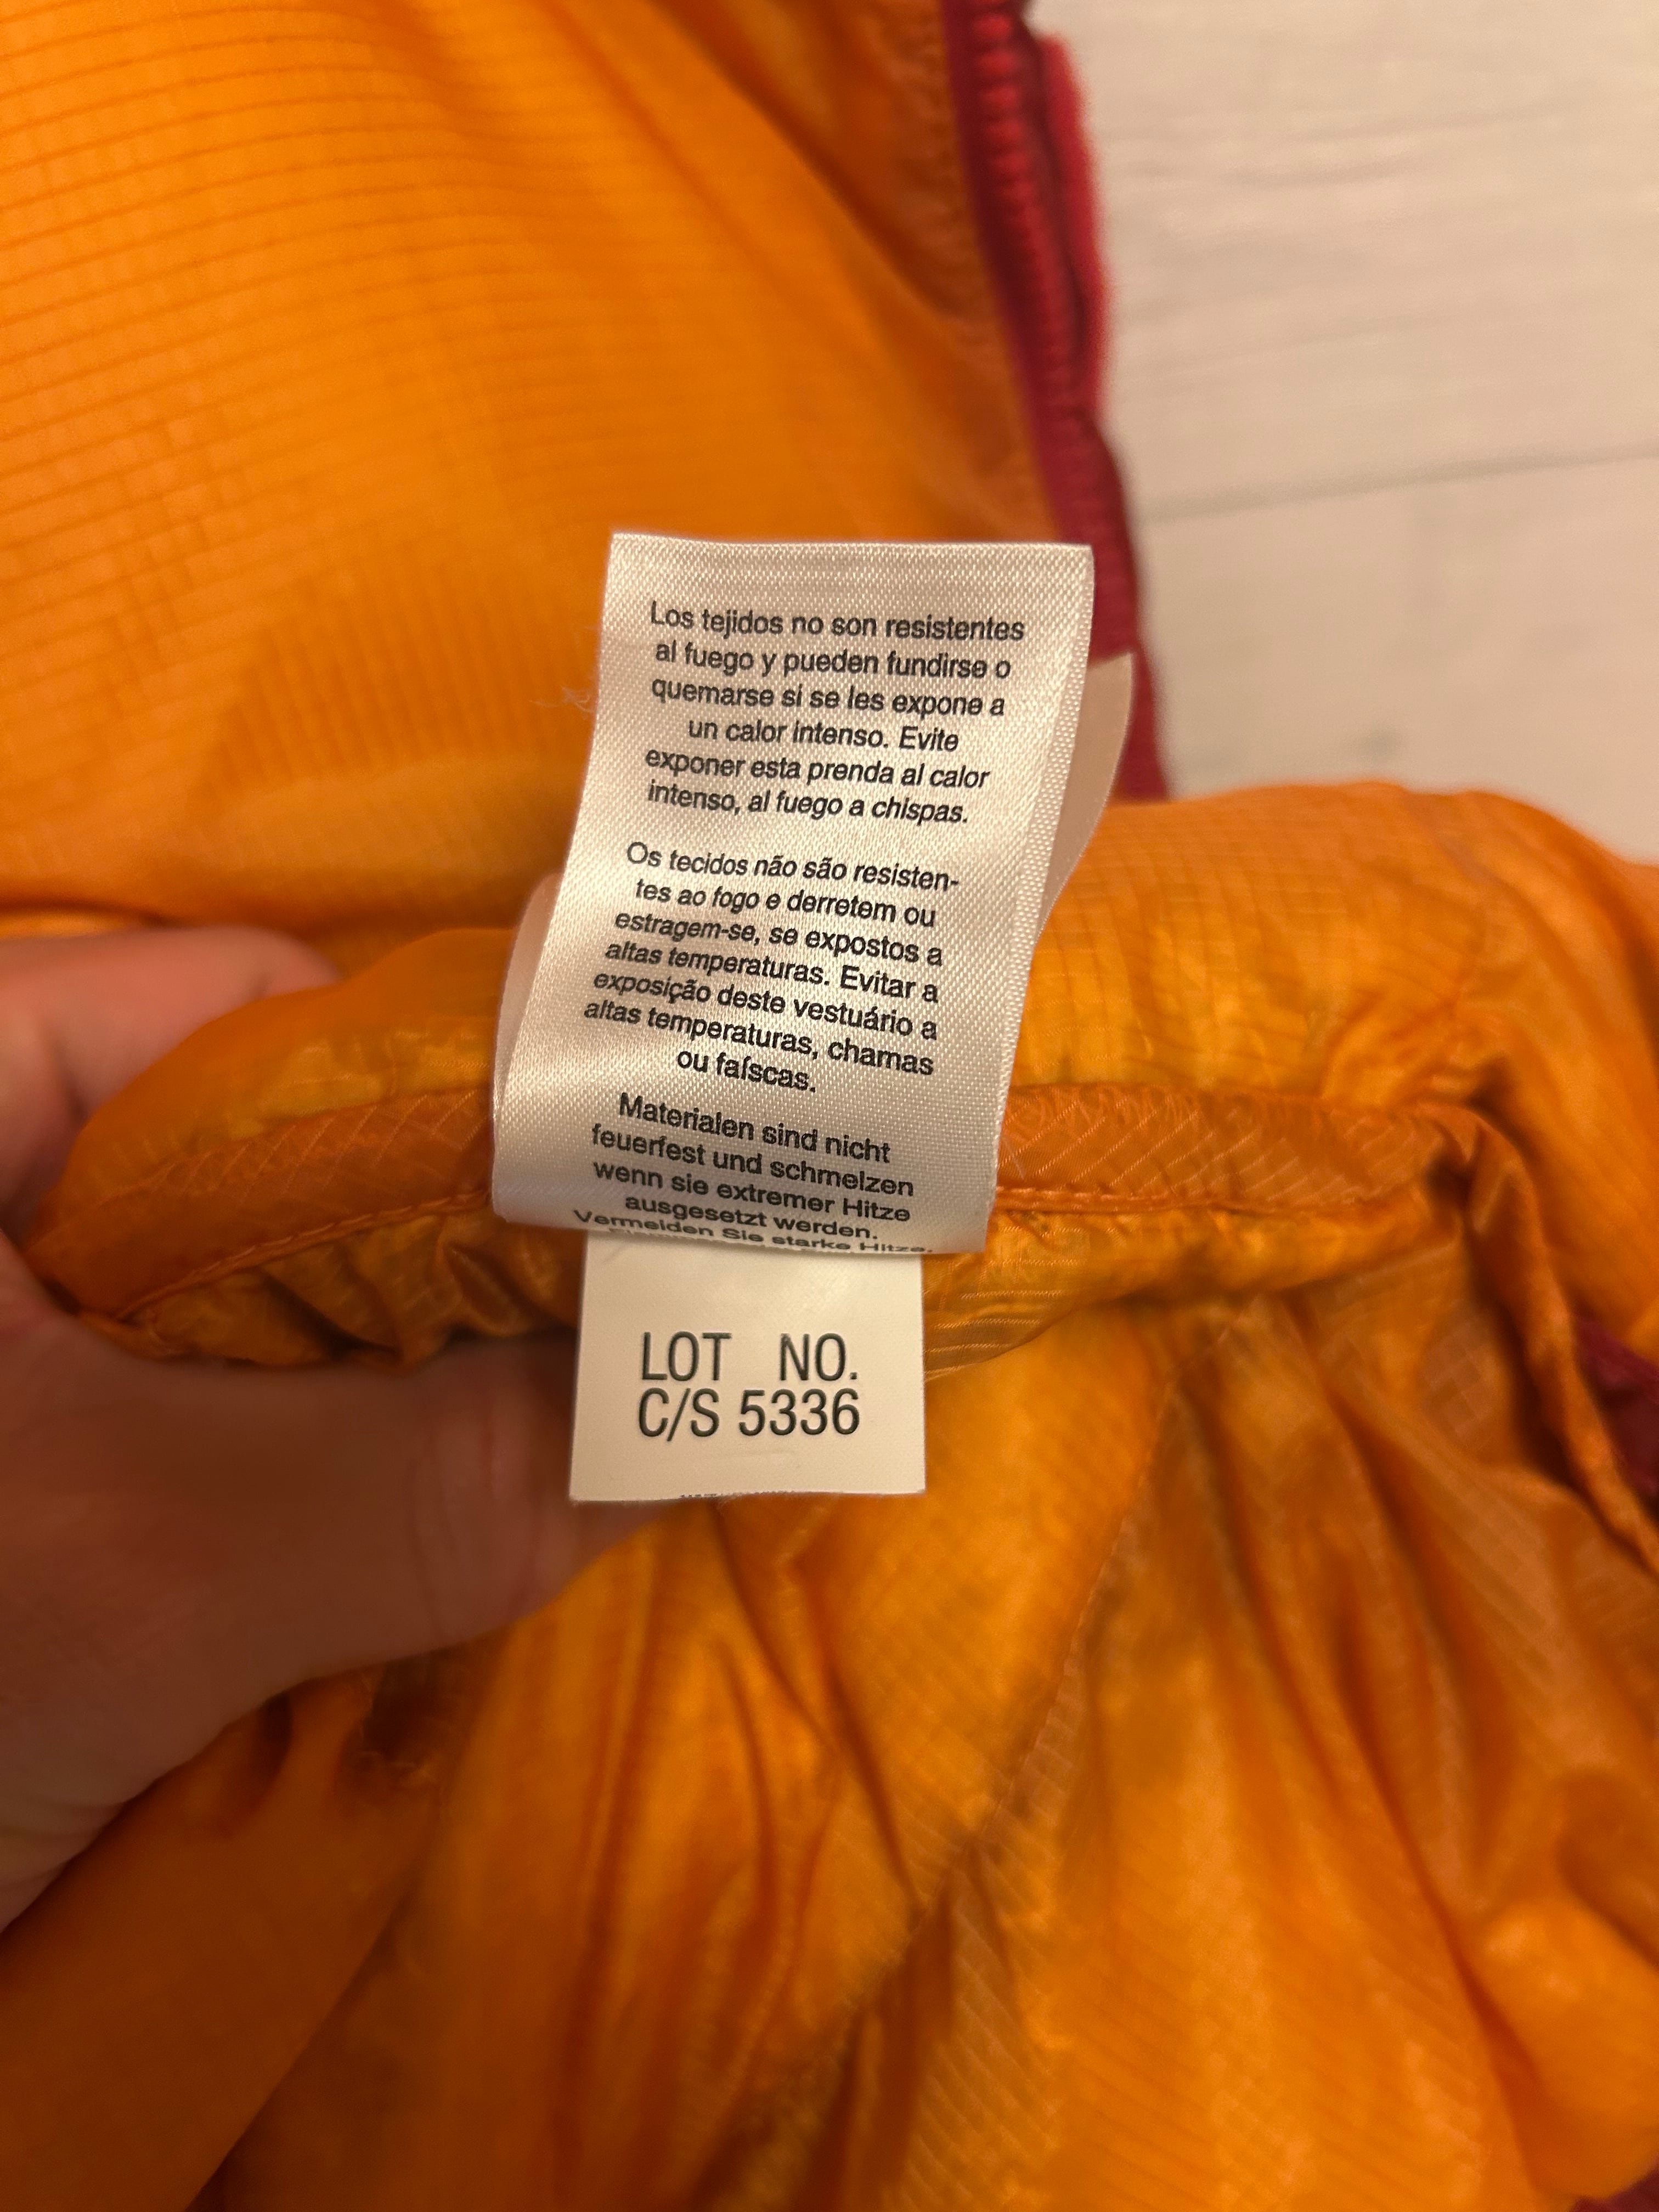 Los tejidos no son resistentes
al fuego y pueden fundirse o
quemarse si se les expone a
un calor intenso. Evite
exponer esta prenda al calor
intenso, al fuego a chispas.
Os tecidos não são resisten-
tes ao fogo e derretem ou
estragem-se, se expostos a
altas temperaturas. Evitar a
exposição deste vestuário a
altas temperaturas, chamas
ou faíscas.
Materialen sind nicht
feuerfest und schmelzen
wenn sie extremer Hitze
ausgesetzt werden.
Vermeiden Sie starke Hitze,
LOT NO.
C/S 5336